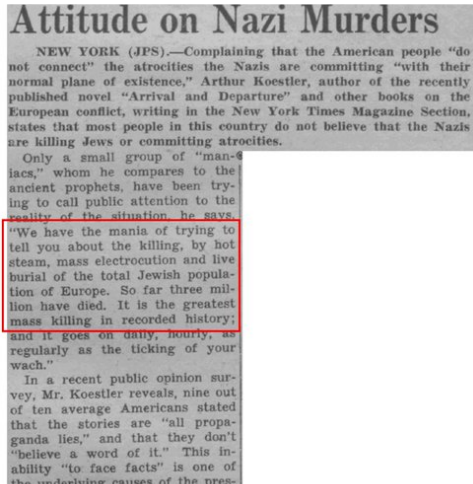 Attitude on Nazi Murders
NEW YORK (JPS).—Complaining that the American people “do
not connect” the atrocities the Nazis are committing “with their
normal plane of existence,” Arthur Koestler, author of the recently
published novel “Arrival and Departure” and other books on the
European conflict, writing in the New York Times Magazine Section,
states that most people in this country do not believe that the Nazis
are killing Jews or committing atrocities.
Only a small group of “man-
iacs,” whom he compares to the
ancient prophets, have been try-
ing to call public attention to the
reality of the situation, he says.
“We have the mania of trying to
tell you about the killing, by hot
steam, mass electrocution and live
burial of the total Jewish popula-
tion of Europe. So far three mil-
lion have died. It is the greatest
mass killing in recorded history;
and it goes on daily, hourly, as
regularly as the ticking of your
wach.”
In a recent public opinion sur-
vey, Mr. Koestler reveals, nine out
of ten average Americans stated
that the stories are “all propa-
ganda lies,” and that they don’t
“believe a word of it.” This in-
ability “to face facts” is one of
the underlying causes of the pres-